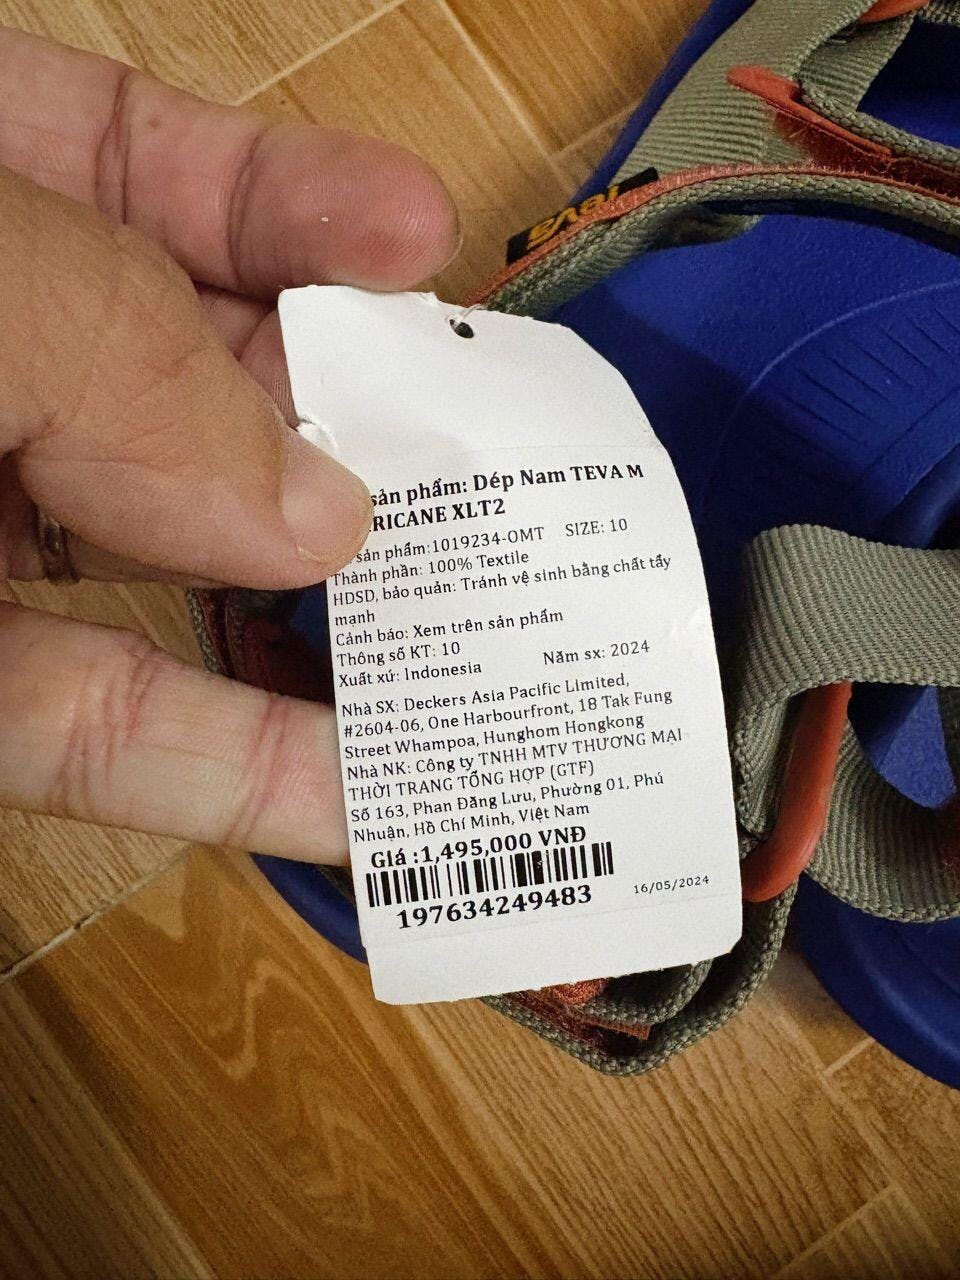 Teva
sản phẩm: Dép Nam TEVA M
RICANE XLT2
sản phẩm:1019234-OMT SIZE: 10
Thành phần: 100% Textile
HDSD, bảo quản: Tránh vệ sinh bằng chất tẩy
mạnh
Cảnh báo: Xem trên sản phẩm
Thông số KT: 10
Xuất xứ: Indonesia Năm sx: 2024
Nhà SX: Deckers Asia Pacific Limited,
#2604-06, One Harbourfront, 18 Tak Fung
Street Whampoa, Hunghom Hongkong
Nhà NK: Công ty TNHH MTV THƯƠNG MẠI
THỜI TRANG TỔNG HỢP (GTF)
Số 163, Phan Đăng Lưu, Phường 01, Phú
Nhuận, Hồ Chí Minh, Việt Nam
Giá :1,495,000 VNĐ
197634249483 16/05/2024